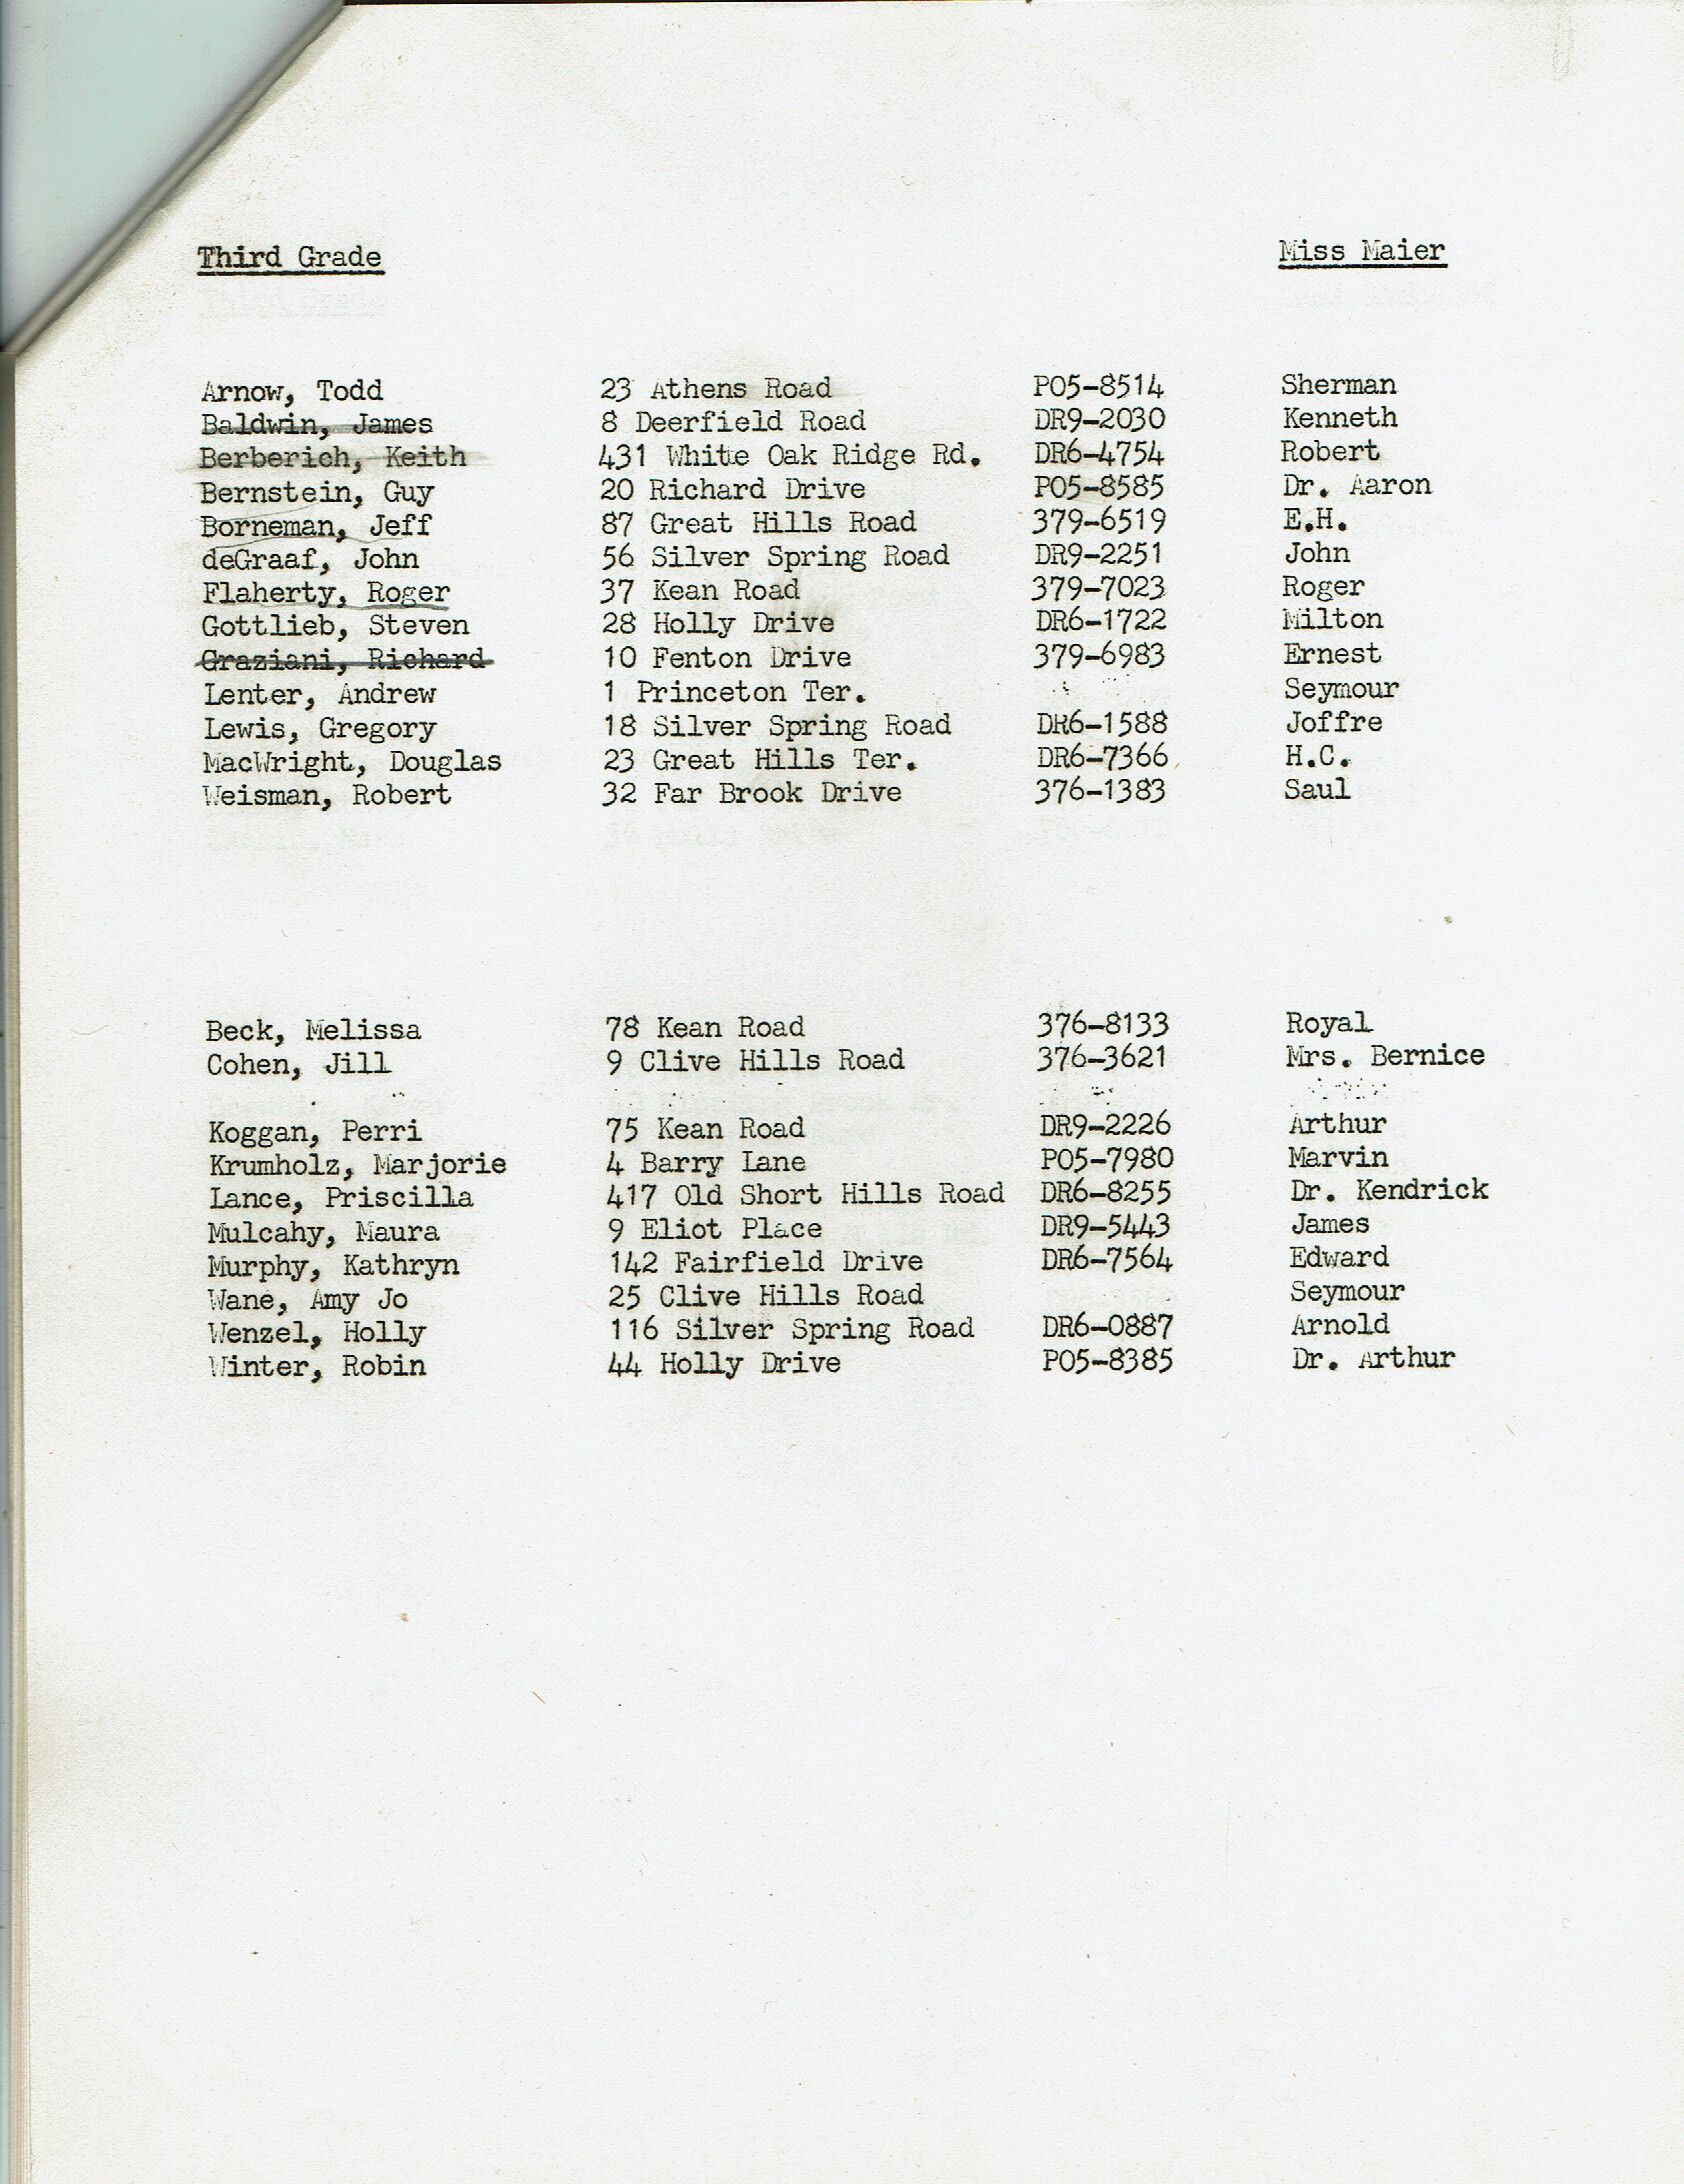 Third Grade Miss Maier
Arnow, Todd 23 Athens Road PO5-8514 Sherman
Baldwin, James 8 Deerfield Road DR9-2030 Kenneth
Berberich, Keith 431 White Oak Ridge Rd. DR6-4754 Robert
Bernstein, Guy 20 Richard Drive PO5-8585 Dr. Aaron
Borneman, Jeff 87 Great Hills Road 379-6519 E.H.
deGraaf, John 56 Silver Spring Road DR9-2251 John
Flaherty, Roger 37 Kean Road 379-7023 Roger
Gottlieb, Steven 28 Holly Drive DR6-1722 Milton
Graziani, Richard 10 Fenton Drive 379-6983 Ernest
Lenter, Andrew 1 Princeton Ter. Seymour
Lewis, Gregory 18 Silver Spring Road DR6-1588 Joffre
MacWright, Douglas 23 Great Hills Ter. DR6-7366 H.C.
Weisman, Robert 32 Far Brook Drive 376-1383 Saul
Beck, Melissa 78 Kean Road 376-8133 Royal
Cohen, Jill 9 Clive Hills Road 376-3621 Mrs. Bernice
Koggan, Perri 75 Kean Road DR9-2226 Arthur
Krumholz, Marjorie 4 Barry Lane PO5-7980 Marvin
Lance, Priscilla 417 Old Short Hills Road DR6-8255 Dr. Kendrick
Mulcahy, Maura 9 Eliot Place DR9-5443 James
Murphy, Kathryn 142 Fairfield Drive DR6-7564 Edward
Wane, Amy Jo 25 Clive Hills Road Seymour
Wenzel, Holly 116 Silver Spring Road DR6-0887 Arnold
Winter, Robin 44 Holly Drive PO5-8385 Dr. Arthur